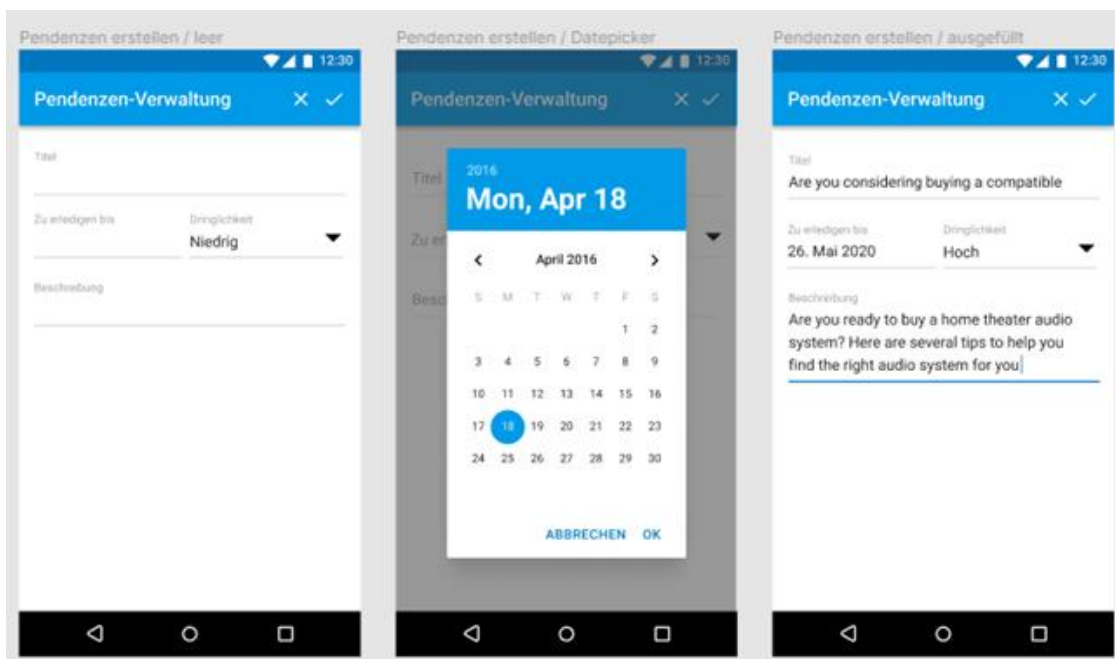 Pendenzen erstellen / leer
12:30
Pendenzen-Verwaltung
Titel
Zu erledigen bis Dringlichkeit
Niedrig
Beschreibung
Pendenzen erstellen / Datepicker
12:30
Pendenzen-Verwaltung
Titel
Zu er
Besc
2016
Mon, Apr 18
April 2016
S M T W T F S
1 2
3 4 5 6 7 8 9
10 11 12 13 14 15 16
17 18 19 20 21 22 23
24 25 26 27 28 29 30
ABBRECHEN OK
Pendenzen erstellen / ausgefüllt
12:30
Pendenzen-Verwaltung
Titel
Are you considering buying a compatible
Zu erledigen bis Dringlichkeit
26. Mai 2020 Hoch
Beschreibung
Are you ready to buy a home theater audio
system? Here are several tips to help you
find the right audio system for you